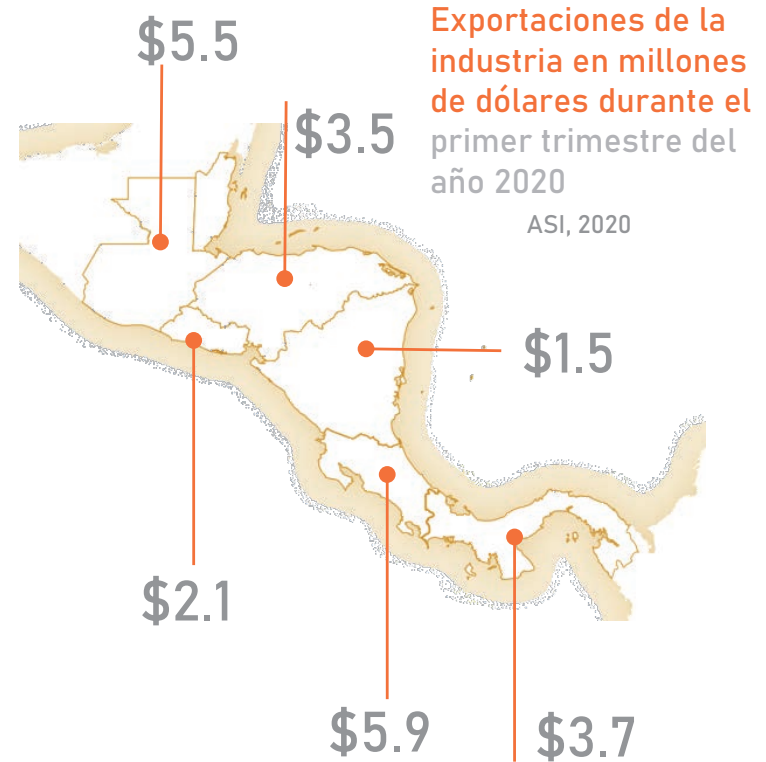 Exportaciones de la
industria en millones
de dólares durante el
primer trimestre del
año 2020
ASI, 2020
$5.5
$3.5
$1.5
$2.1
$5.9
$3.7